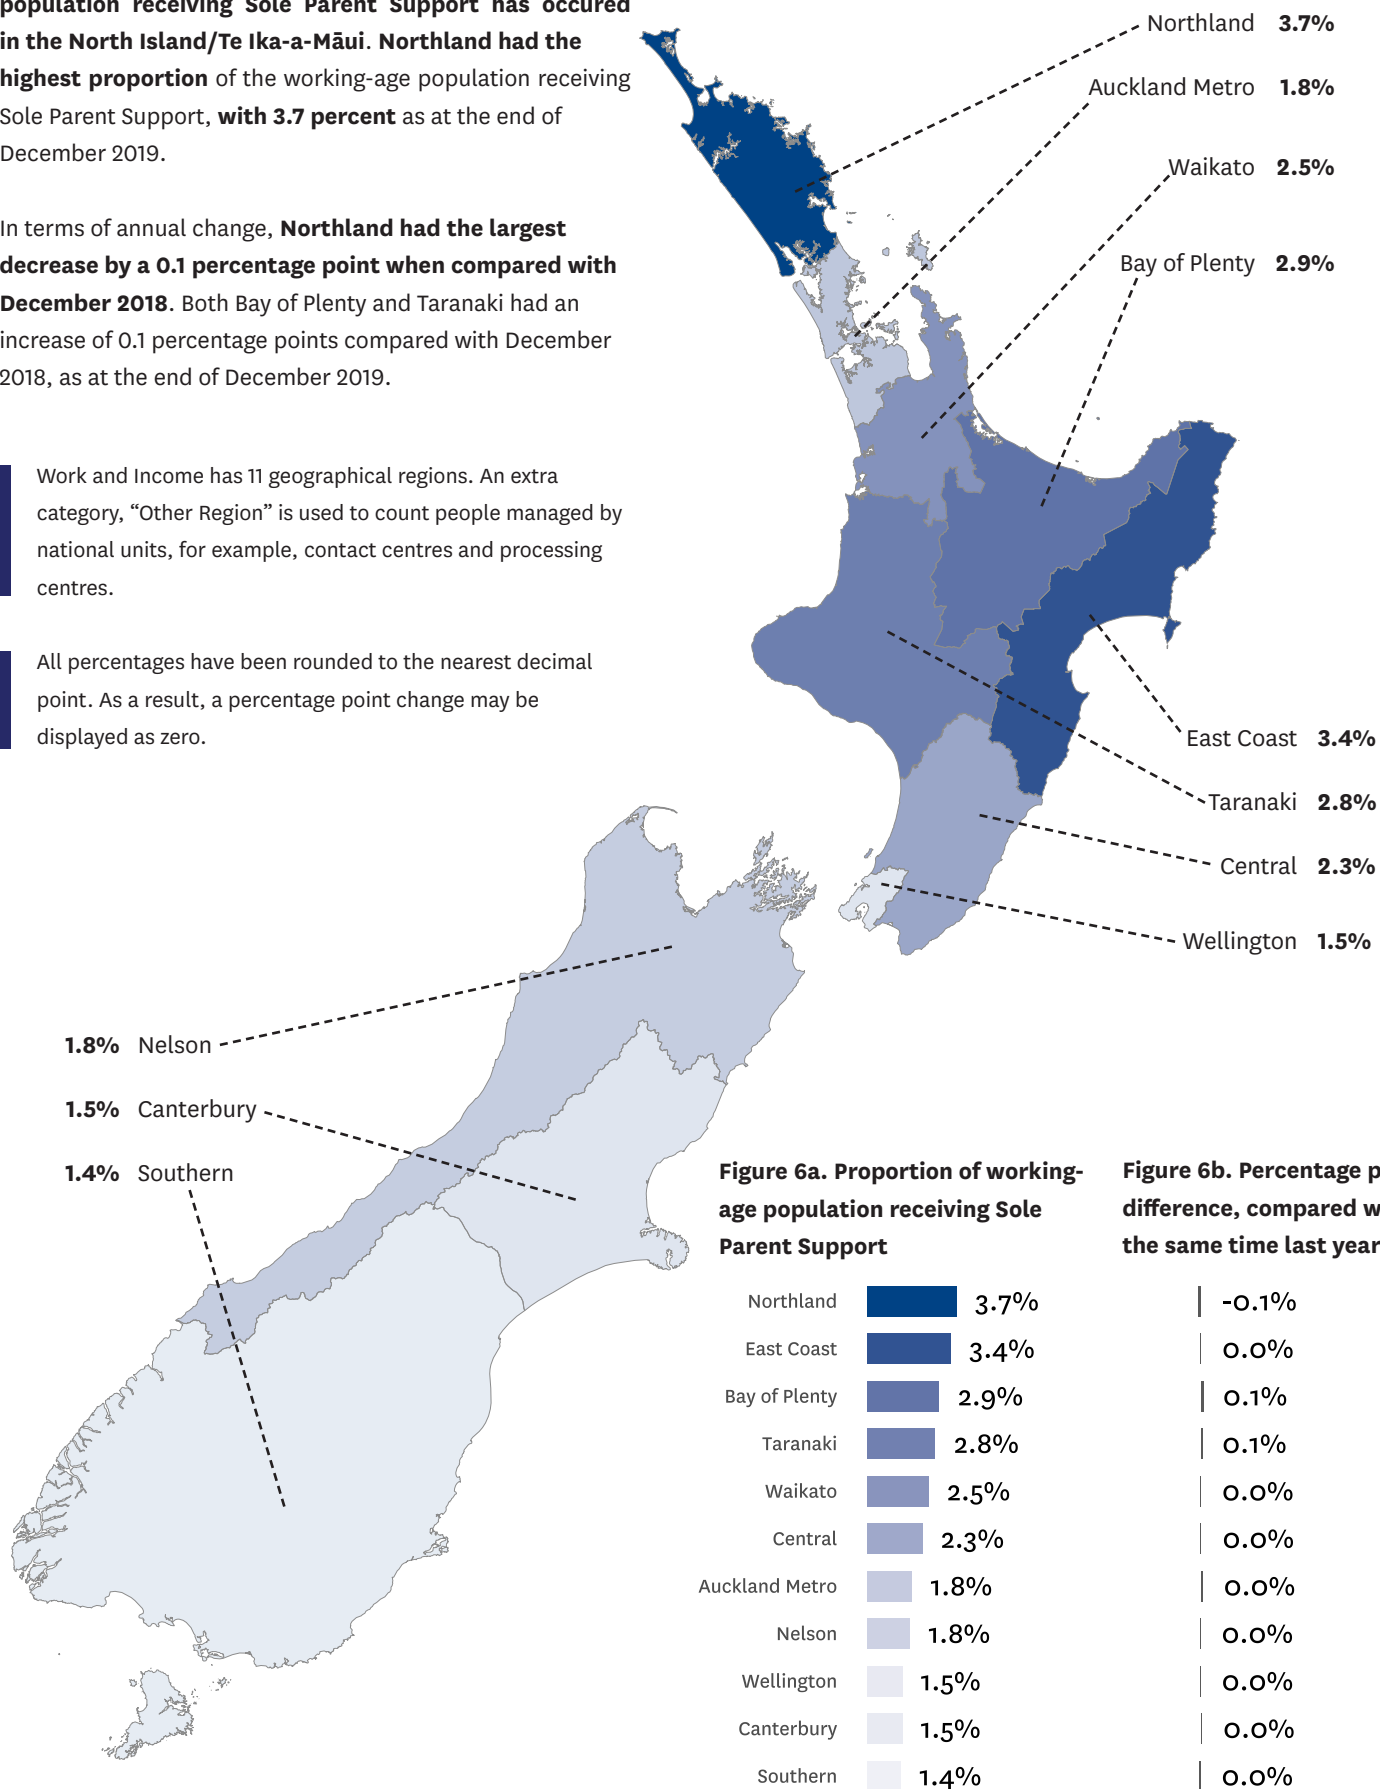 population receiving Sole Parent Support has occured
in the North Island/Te Ika-a-Māui. Northland had the
highest proportion of the working-age population receiving
Sole Parent Support, with 3.7 percent as at the end of
December 2019.
In terms of annual change, Northland had the largest
decrease by a 0.1 percentage point when compared with
December 2018. Both Bay of Plenty and Taranaki had an
increase of 0.1 percentage points compared with December
2018, as at the end of December 2019.
Work and Income has 11 geographical regions. An extra
category, “Other Region” is used to count people managed by
national units, for example, contact centres and processing
centres.
All percentages have been rounded to the nearest decimal
point. As a result, a percentage point change may be
displayed as zero.
Northland 3.7%
Auckland Metro 1.8%
Waikato 2.5%
Bay of Plenty 2.9%
East Coast 3.4%
Taranaki 2.8%
Central 2.3%
Wellington 1.5%
1.8% Nelson
1.5% Canterbury
1.4% Southern
Figure 6a. Proportion of working-
age population receiving Sole
Parent Support
Figure 6b. Percentage p
difference, compared w
the same time last year
Northland 3.7% -0.1%
East Coast 3.4% 0.0%
Bay of Plenty 2.9% 0.1%
Taranaki 2.8% 0.1%
Waikato 2.5% 0.0%
Central 2.3% 0.0%
Auckland Metro 1.8% 0.0%
Nelson 1.8% 0.0%
Wellington 1.5% 0.0%
Canterbury 1.5% 0.0%
Southern 1.4% 0.0%